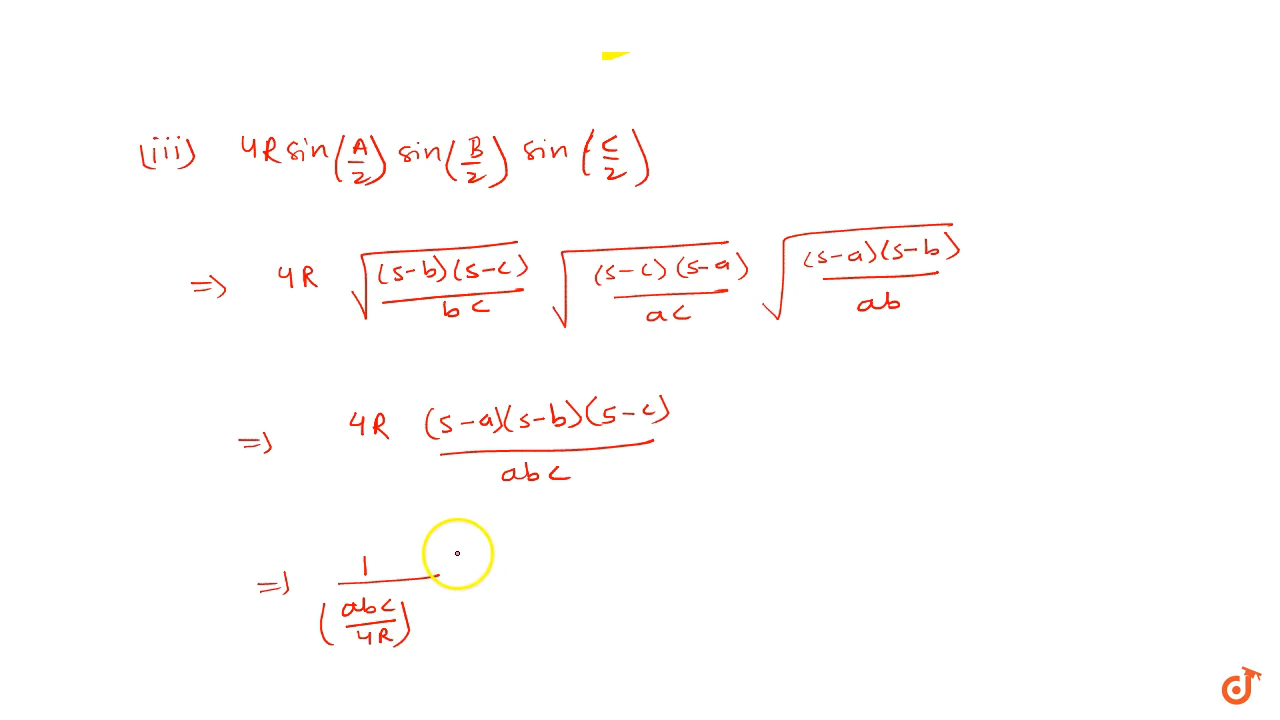 (iii) 4R sin(A/2) sin(B/2) sin(C/2)
=> 4R √((s-b)(s-c)/bc) √((s-c)(s-a)/ac) √((s-a)(s-b)/ab)
=> 4R (s-a)(s-b)(s-c)/abc
=> 1/(abc/4R)